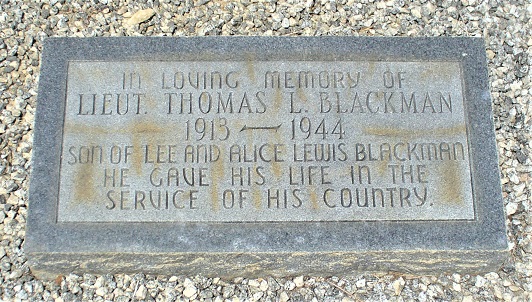 IN LOVING MEMORY OF
LIEUT. THOMAS L. BLACKMAN
1913 — 1944
SON OF LEE AND ALICE LEWIS BLACKMAN
HE GAVE HIS LIFE IN THE
SERVICE OF HIS COUNTRY.